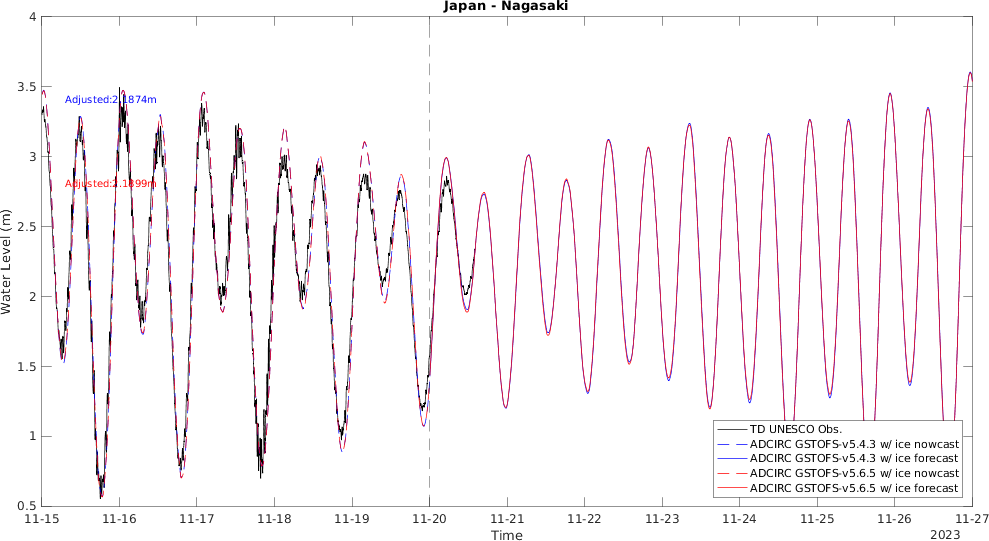 Japan - Nagasaki
4
3.5
3
2.5
2
1.5
1
0.5
Water Level (m)
Adjusted:2.1874m
Adjusted:2.1899m
11-15
11-16
11-17
11-18
11-19
11-20
11-21
11-22
11-23
11-24
11-25
11-26
11-27
Time
2023
TD UNESCO Obs.
ADCIRC GSTOFS-v5.4.3 w/ ice nowcast
ADCIRC GSTOFS-v5.4.3 w/ ice forecast
ADCIRC GSTOFS-v5.6.5 w/ ice nowcast
ADCIRC GSTOFS-v5.6.5 w/ ice forecast